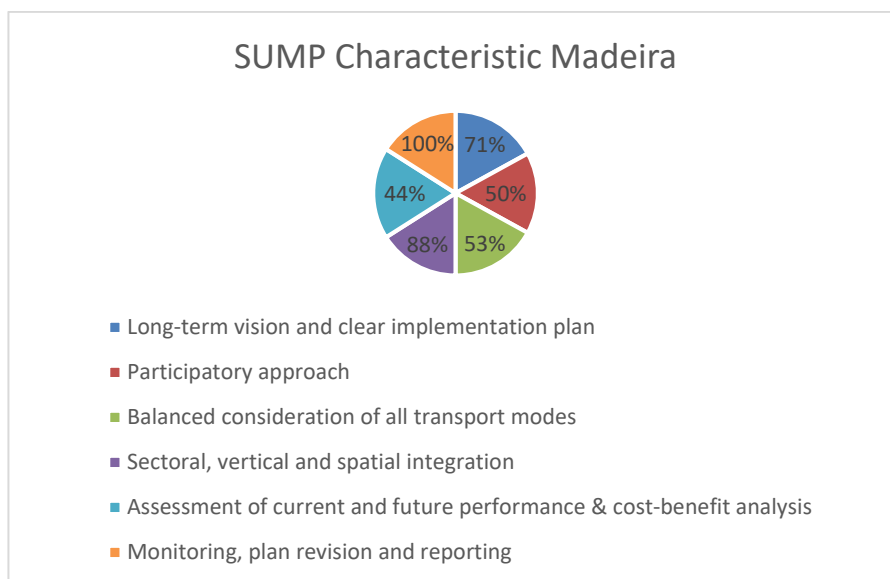 SUMP Characteristic Madeira
100% 71%
44% 50%
88% 53%
Long-term vision and clear implementation plan
Participatory approach
Balanced consideration of all transport modes
Sectoral, vertical and spatial integration
Assessment of current and future performance & cost-benefit analysis
Monitoring, plan revision and reporting